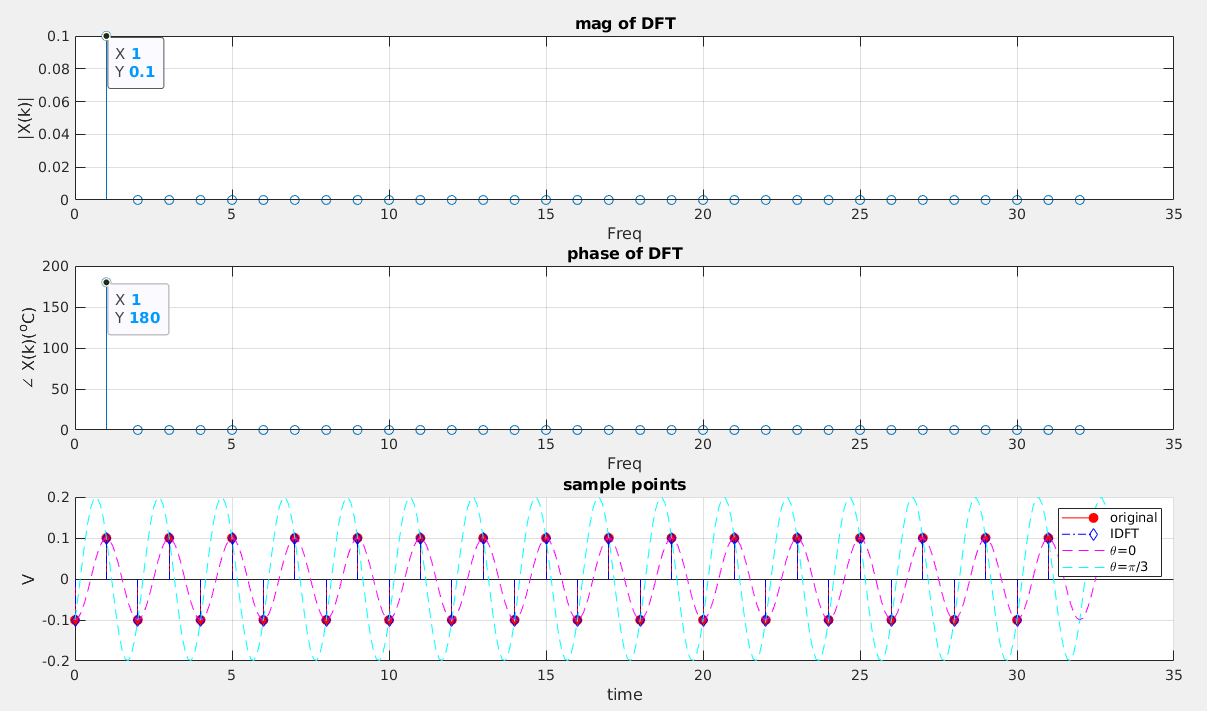 mag of DFT
0.1
0.08
0.06
0.04
0.02
0
|X(k)|
X 1
Y 0.1
0 5 10 15 20 25 30 35
Freq
phase of DFT
200
150
100
50
0
∠ X(k)(°C)
X 1
Y 180
0 5 10 15 20 25 30 35
Freq
sample points
0.2
0.1
0
-0.1
-0.2
V
original
IDFT
θ=0
θ=π/3
0 5 10 15 20 25 30 35
time